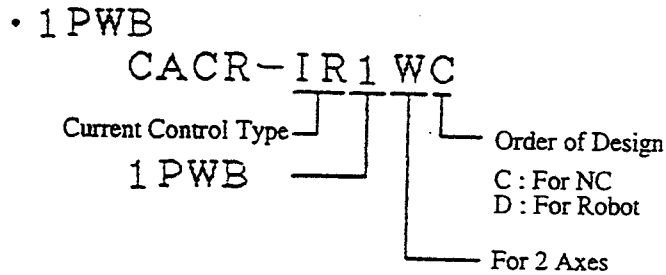 · 1PWB
CACR-IR1WC
Current Control Type
Order of Design
1PWB
C : For NC
D : For Robot
For 2 Axes